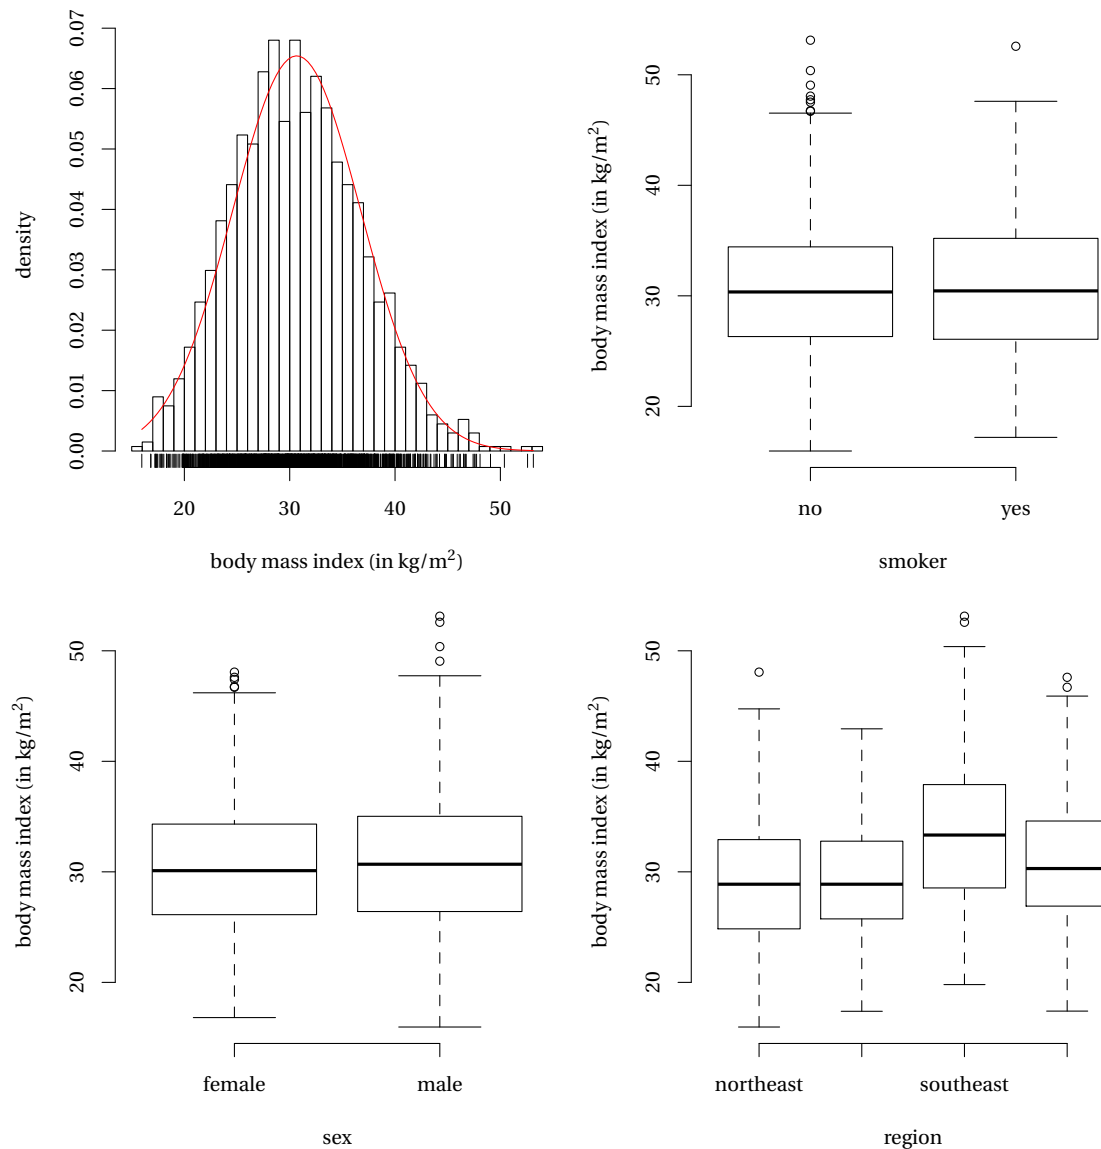 density
0.00 0.01 0.02 0.03 0.04 0.05 0.06 0.07
20 30 40 50
body mass index (in kg/m²)
body mass index (in kg/m²)
20 30 40 50
no yes
smoker
body mass index (in kg/m²)
20 30 40 50
female male
sex
body mass index (in kg/m²)
20 30 40 50
northeast southeast
region